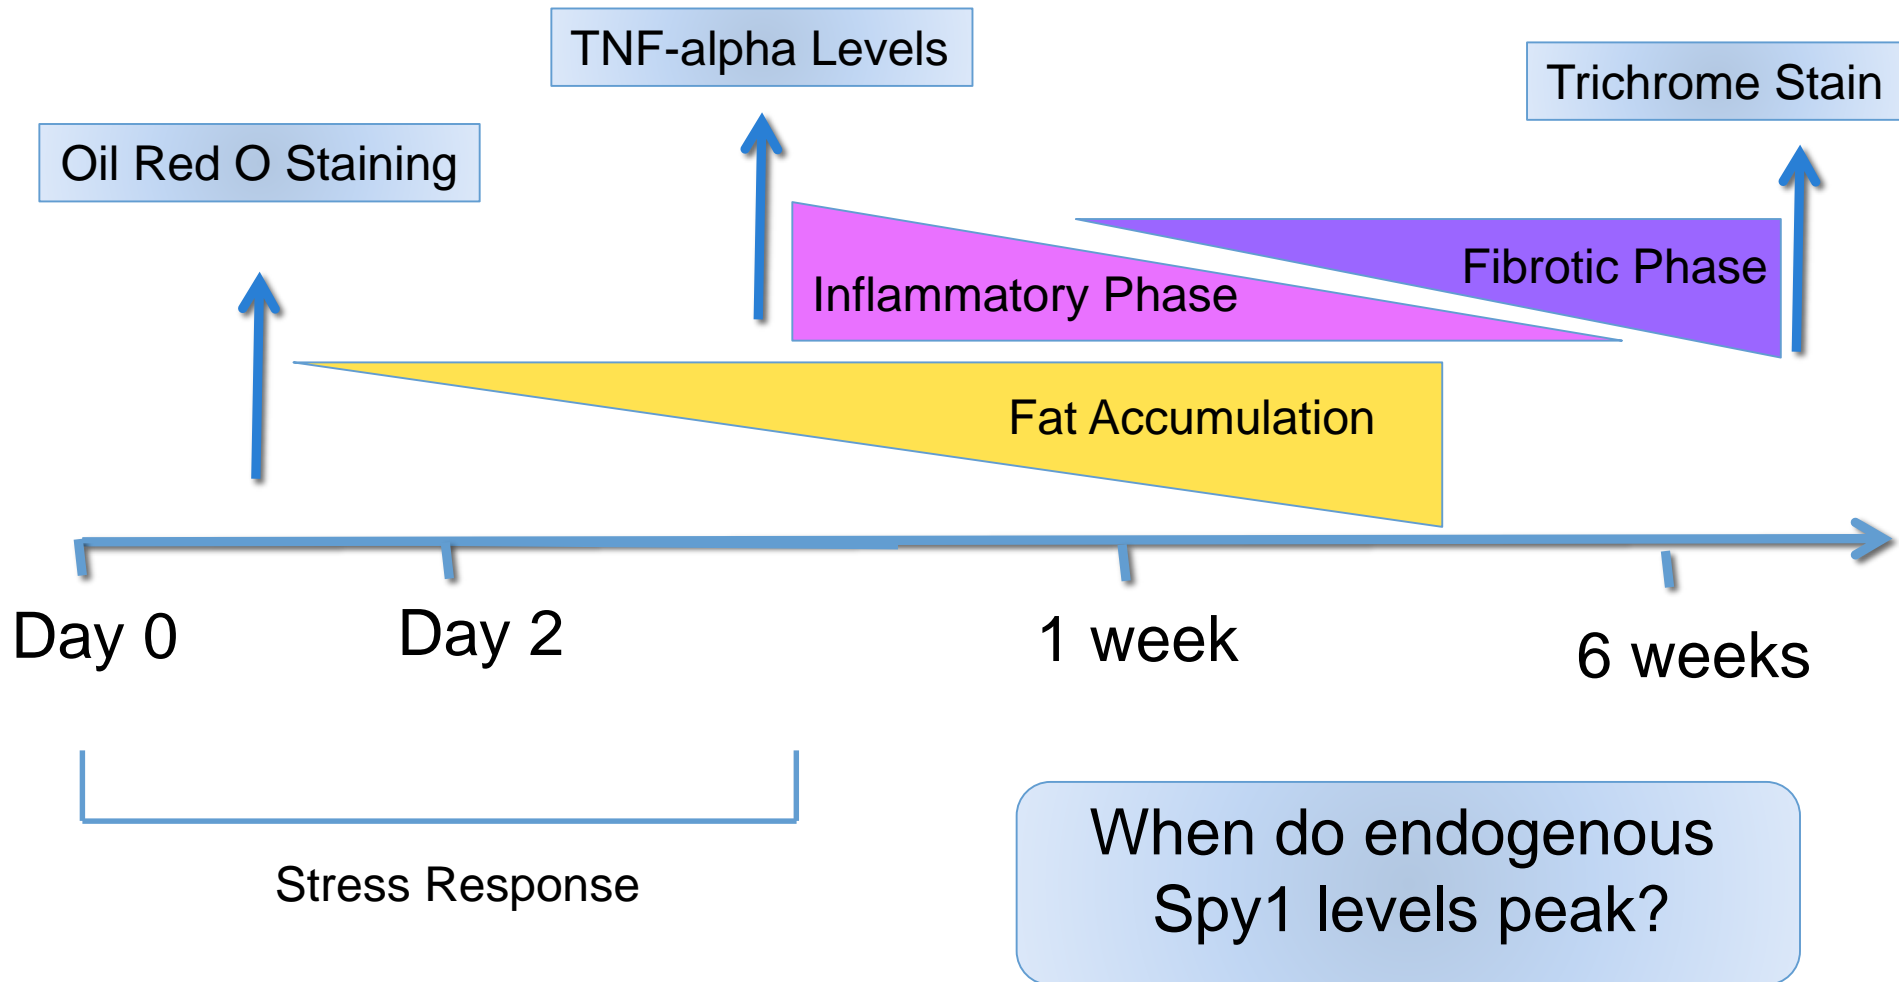 TNF-alpha Levels
Trichrome Stain
Oil Red O Staining
Fibrotic Phase
Inflammatory Phase
Fat Accumulation
Day 0
Day 2
1 week
6 weeks
Stress Response
When do endogenous
Spy1 levels peak?